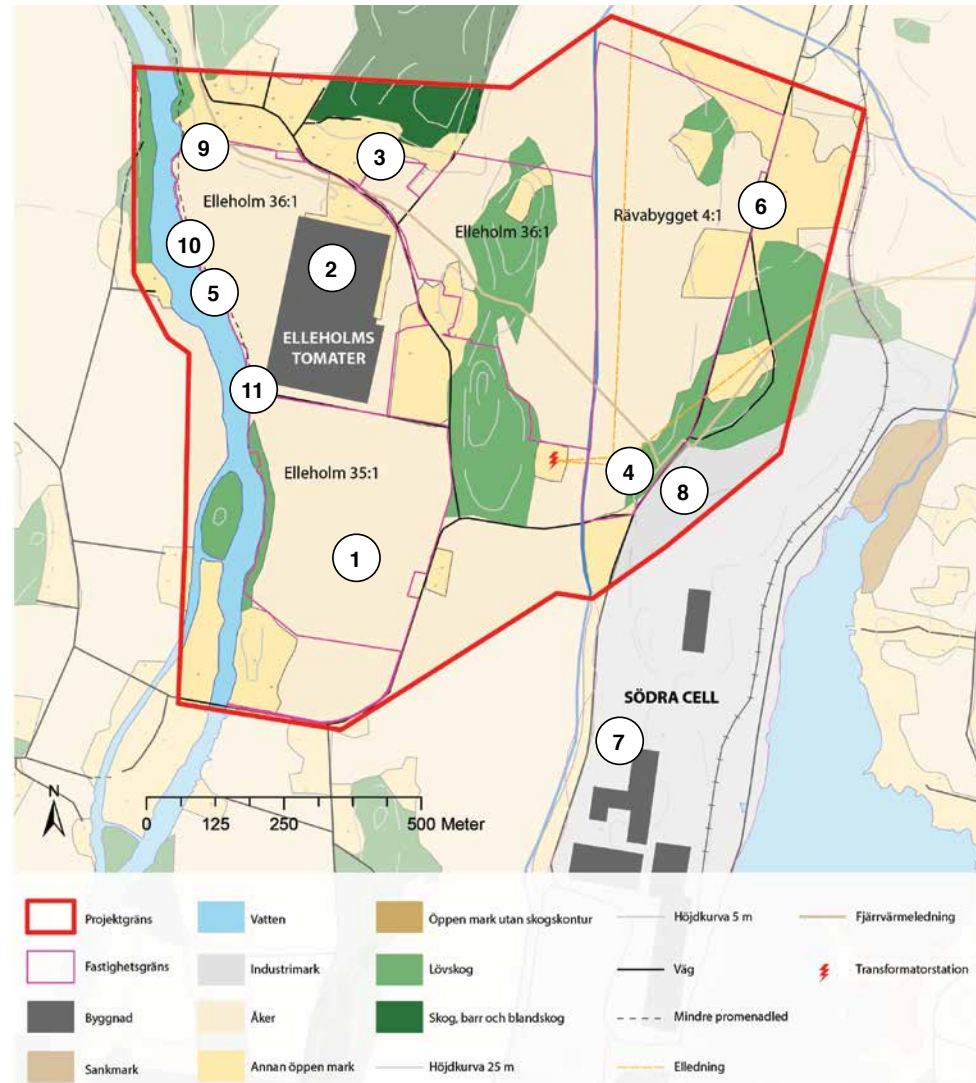 9
3
Elleholm 36:1
6
10
Elleholm 36:1
Rävabygget 4:1
2
5
ELLEHOLMS
TOMATER
11
Elleholm 35:1
4
8
1
SÖDRA CELL
7
N
0
125
250
500 Meter
Projektgräns
Vatten
Öppen mark utan skogskontur
Höjdkurva 5 m
Fjärrvärmeledning
Fastighetsgräns
Industrimark
Lövskog
Väg
Transformatorstation
Byggnad
Åker
Skog, barr och blandskog
Mindre promenadled
Sankmark
Annan öppen mark
Höjdkurva 25 m
Elledning